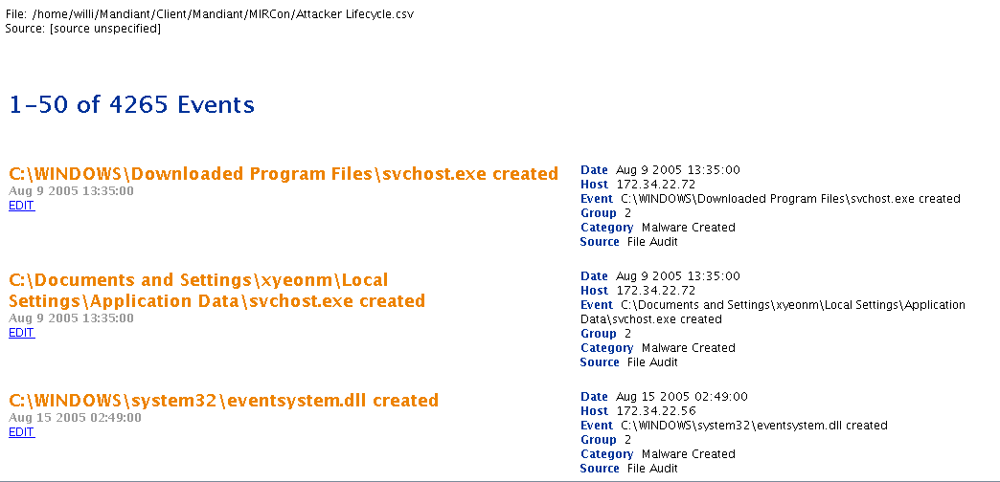 File: /home/willi/Mandiant/Client/Mandiant/MIRCon/Attacker Lifecycle.csv
Source: [source unspecified]
1-50 of 4265 Events
C:\WINDOWS\Downloaded Program Files\svchost.exe created
Aug 9 2005 13:35:00
EDIT
Date Aug 9 2005 13:35:00
Host 172.34.22.72
Event C:\WINDOWS\Downloaded Program Files\svchost.exe created
Group 2
Category Malware Created
Source File Audit
C:\Documents and Settings\xyeonm\Local
Settings\Application Data\svchost.exe created
Aug 9 2005 13:35:00
EDIT
Date Aug 9 2005 13:35:00
Host 172.34.22.72
Event C:\Documents and Settings\xyeonm\Local Settings\Application
Data\svchost.exe created
Group 2
Category Malware Created
Source File Audit
C:\WINDOWS\system32\eventsystem.dll created
Aug 15 2005 02:49:00
EDIT
Date Aug 15 2005 02:49:00
Host 172.34.22.56
Event C:\WINDOWS\system32\eventsystem.dll created
Group 2
Category Malware Created
Source File Audit